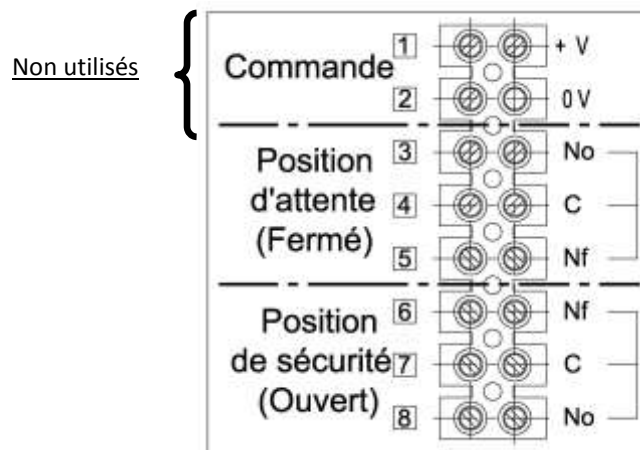 Non utilisés
Commande
1 + V
2 0 V
Position d'attente (Fermé)
3 No
4 C
5 Nf
Position de sécurité (Ouvert)
6 Nf
7 C
8 No